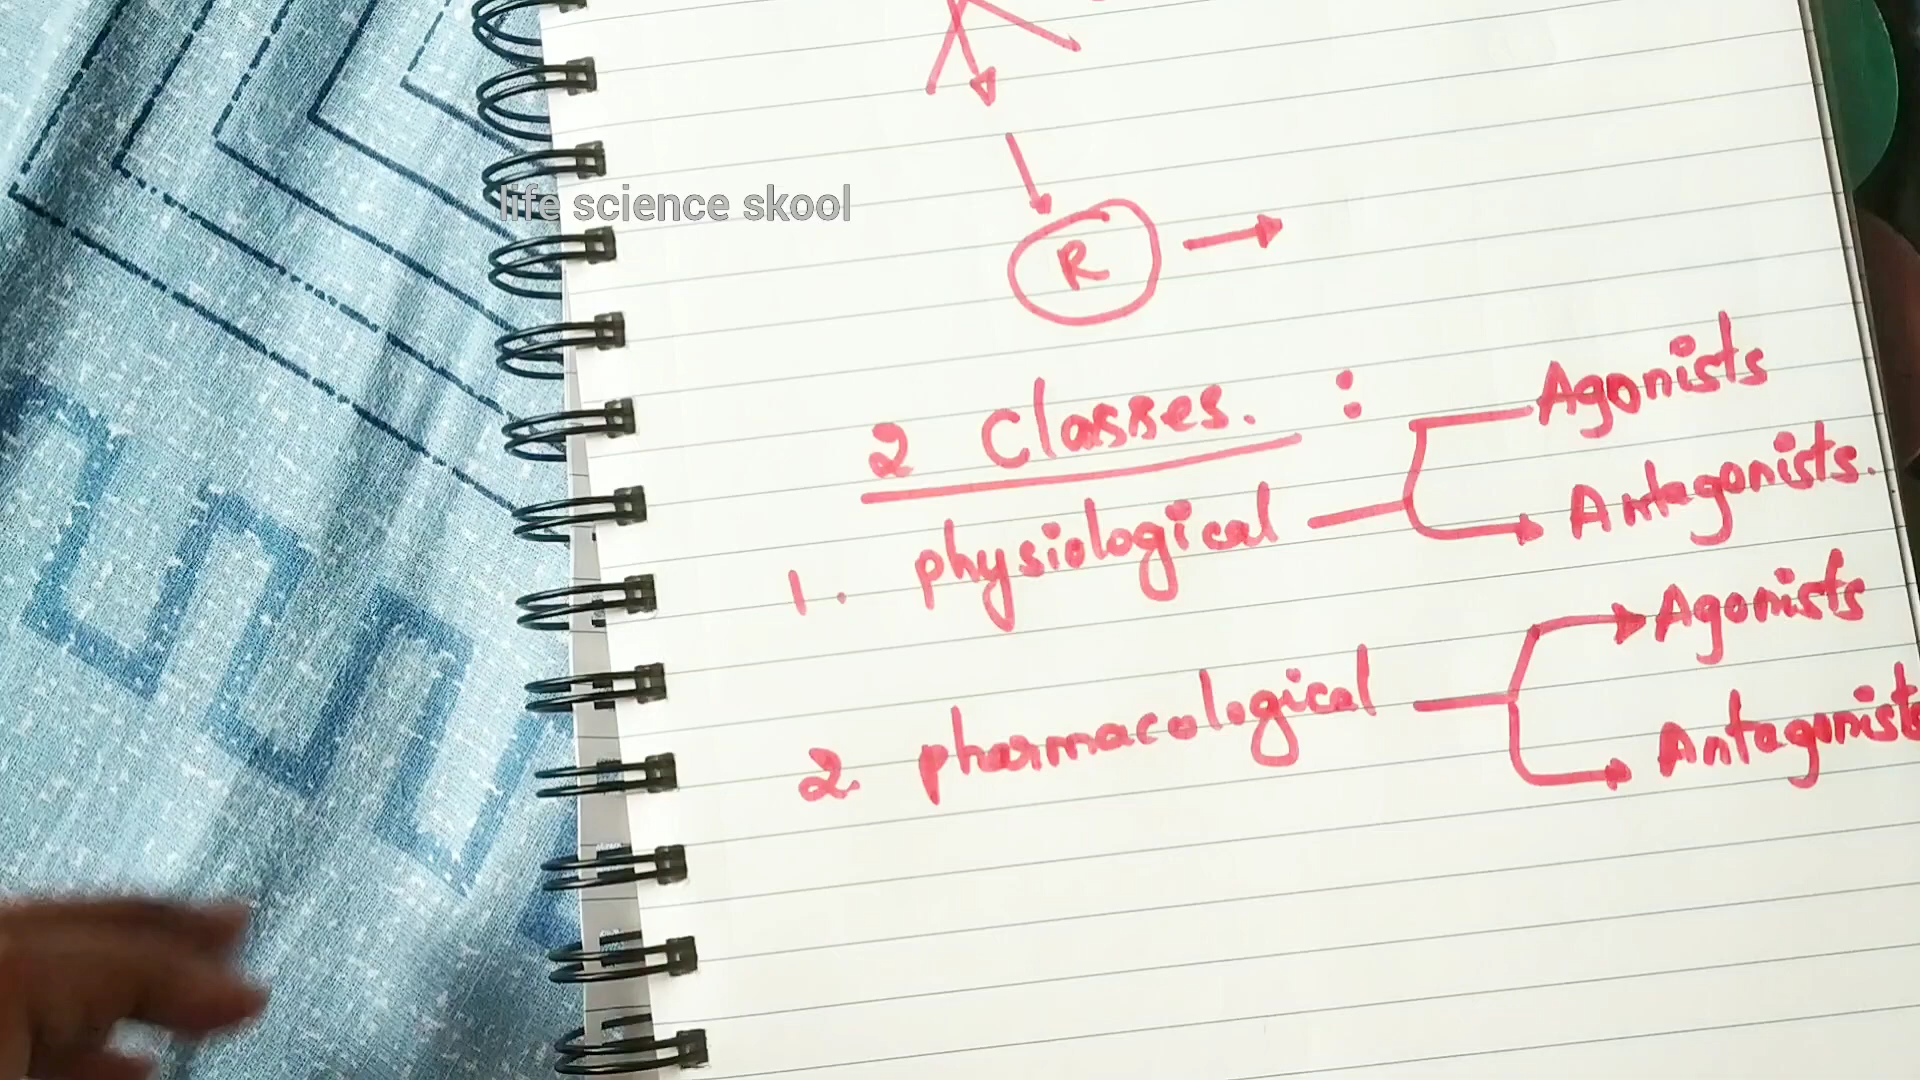 life science skool
R
2 Classes. :
Agonists
Antagonists.
1. physiological
Agonists
Antagonists
2. pharmacological